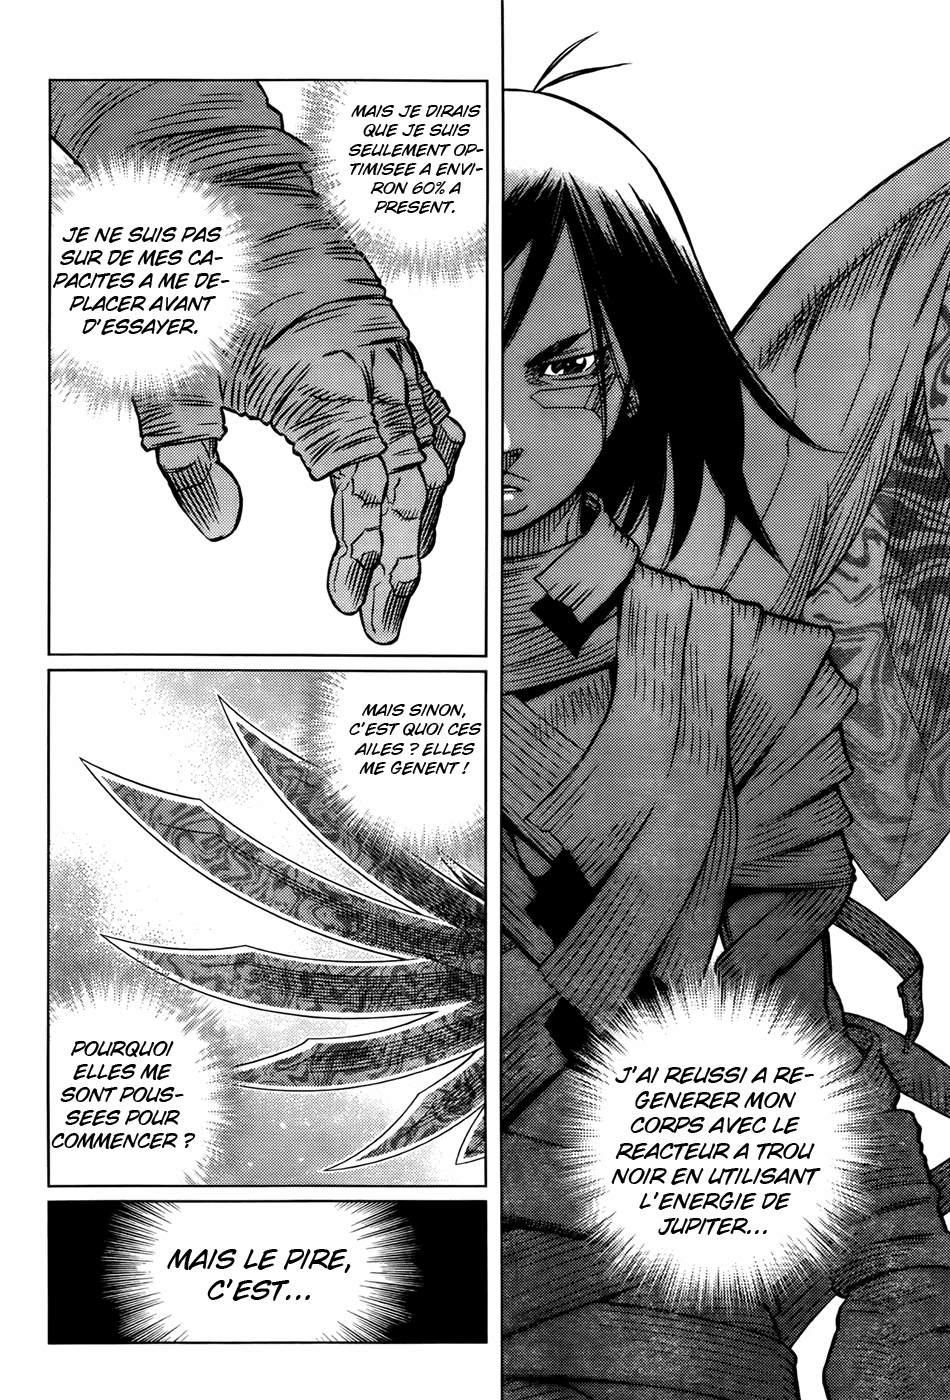 J'AI REUSSI A RE-
GENERER MON
CORPS AVEC LE
REACTEUR A TROU
NOIR EN UTILISANT
L'ENERGIE DE
JUPITER...
MAIS JE DIRAIS
QUE JE SUIS
SEULEMENT OP-
TIMISEE A ENVI-
RON 60% A
PRESENT.
JE NE SUIS PAS
SUR DE MES CA-
PACITES A ME DE-
PLACER AVANT
D'ESSAYER.
MAIS SINON,
C'EST QUOI CES
AILES ? ELLES
ME GENENT !
POURQUOI
ELLES ME
SONT POUS-
SEES POUR
COMMENCER ?
MAIS LE PIRE,
C'EST...